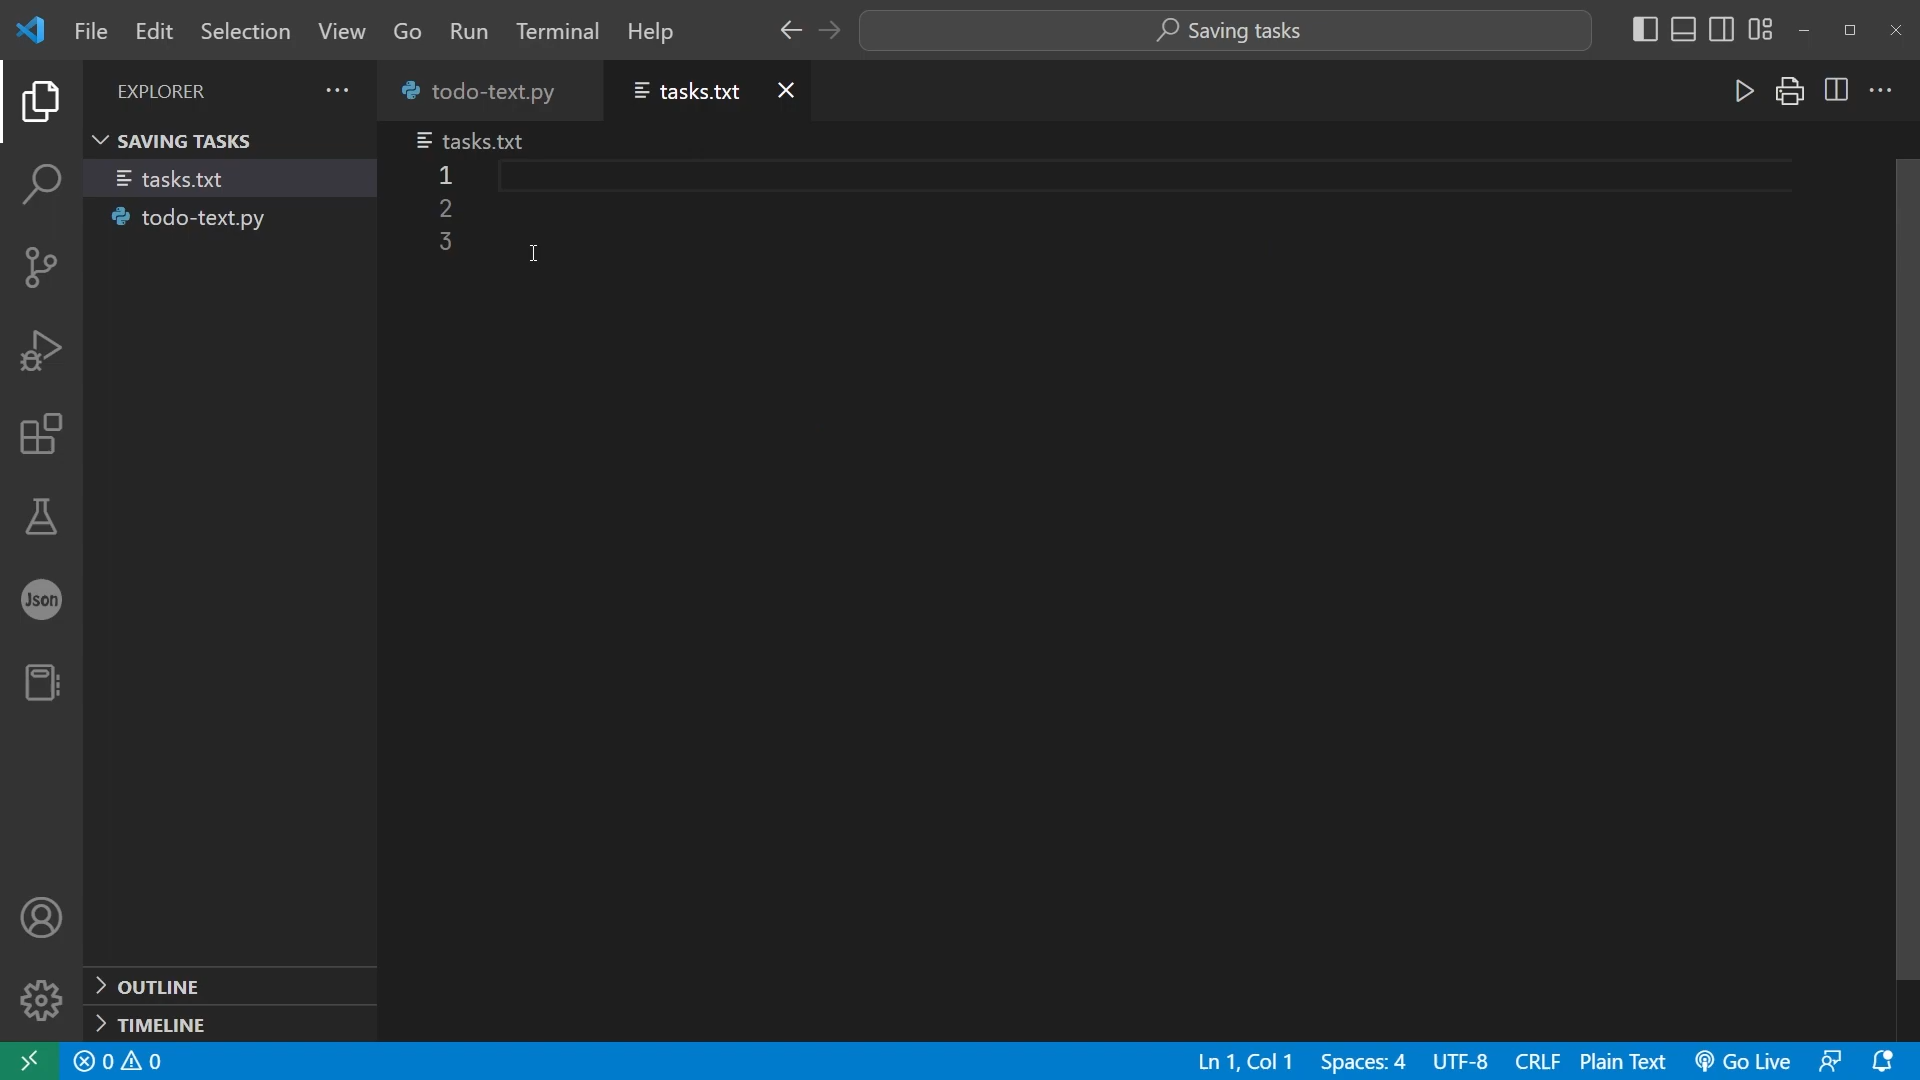 File Edit Selection View Go Run Terminal Help
Saving tasks
EXPLORER
SAVING TASKS
tasks.txt
todo-text.py
Json
OUTLINE
TIMELINE
todo-text.py
tasks.txt
tasks.txt
1
2
3
0 0
Ln 1, Col 1 Spaces: 4 UTF-8 CRLF Plain Text Go Live